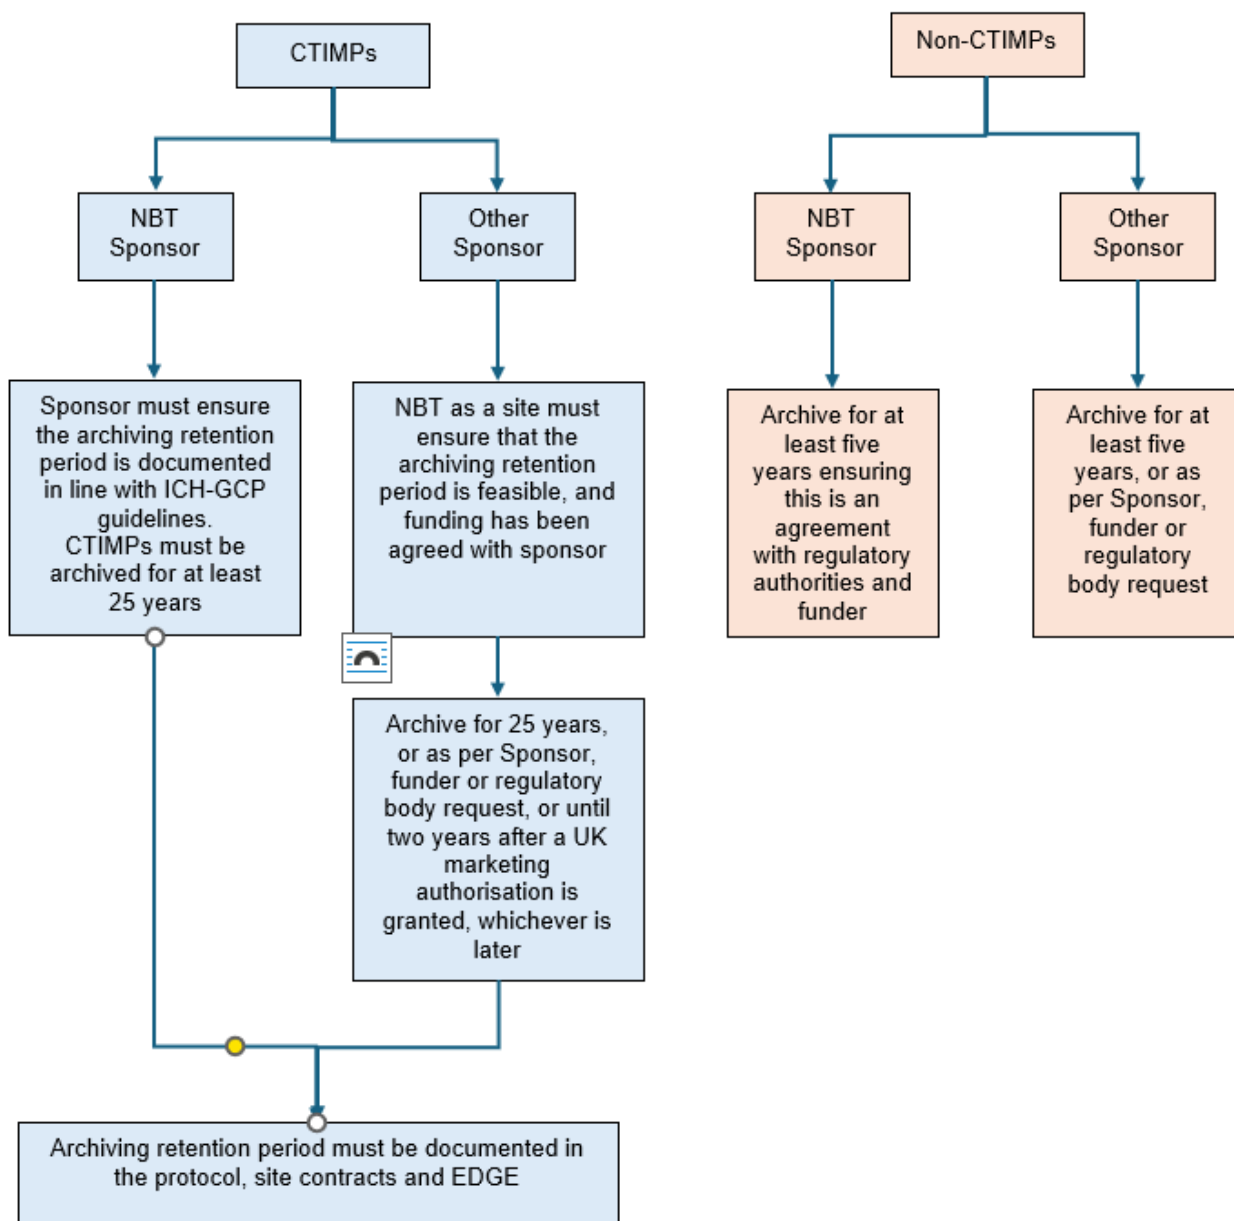 CTIMPs
NBT
Sponsor
Other
Sponsor
Sponsor must ensure
the archiving retention
period is documented
in line with ICH-GCP
guidelines.
CTIMPs must be
archived for at least
25 years
NBT as a site must
ensure that the
archiving retention
period is feasible, and
funding has been
agreed with sponsor
Archive for 25 years,
or as per Sponsor,
funder or regulatory
body request, or until
two years after a UK
marketing
authorisation is
granted, whichever is
later
Archiving retention period must be documented in
the protocol, site contracts and EDGE
Non-CTIMPs
NBT
Sponsor
Other
Sponsor
Archive for at
least five
years ensuring
this is an
agreement
with regulatory
authorities and
funder
Archive for at
least five
years, or as
per Sponsor,
funder or
regulatory
body request